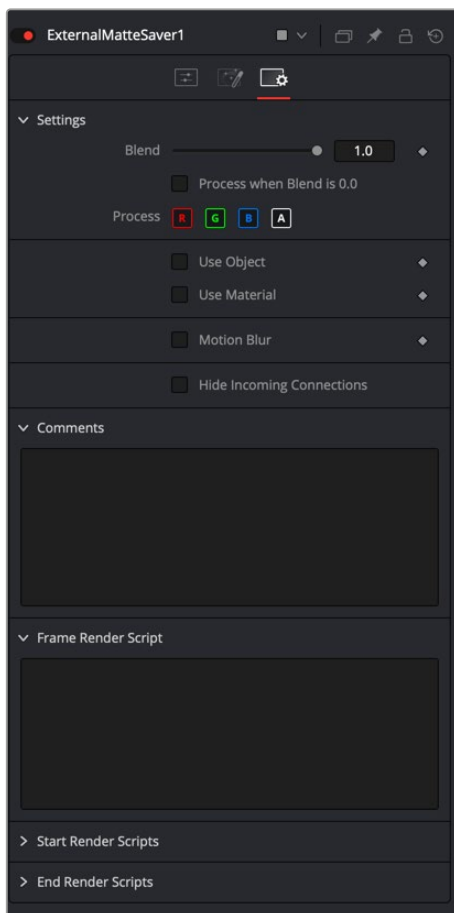 ExternalMatteSaver1
Settings
Blend 1.0
Process when Blend is 0.0
Process R G B A
Use Object
Use Material
Motion Blur
Hide Incoming Connections
Comments
Frame Render Script
Start Render Scripts
End Render Scripts